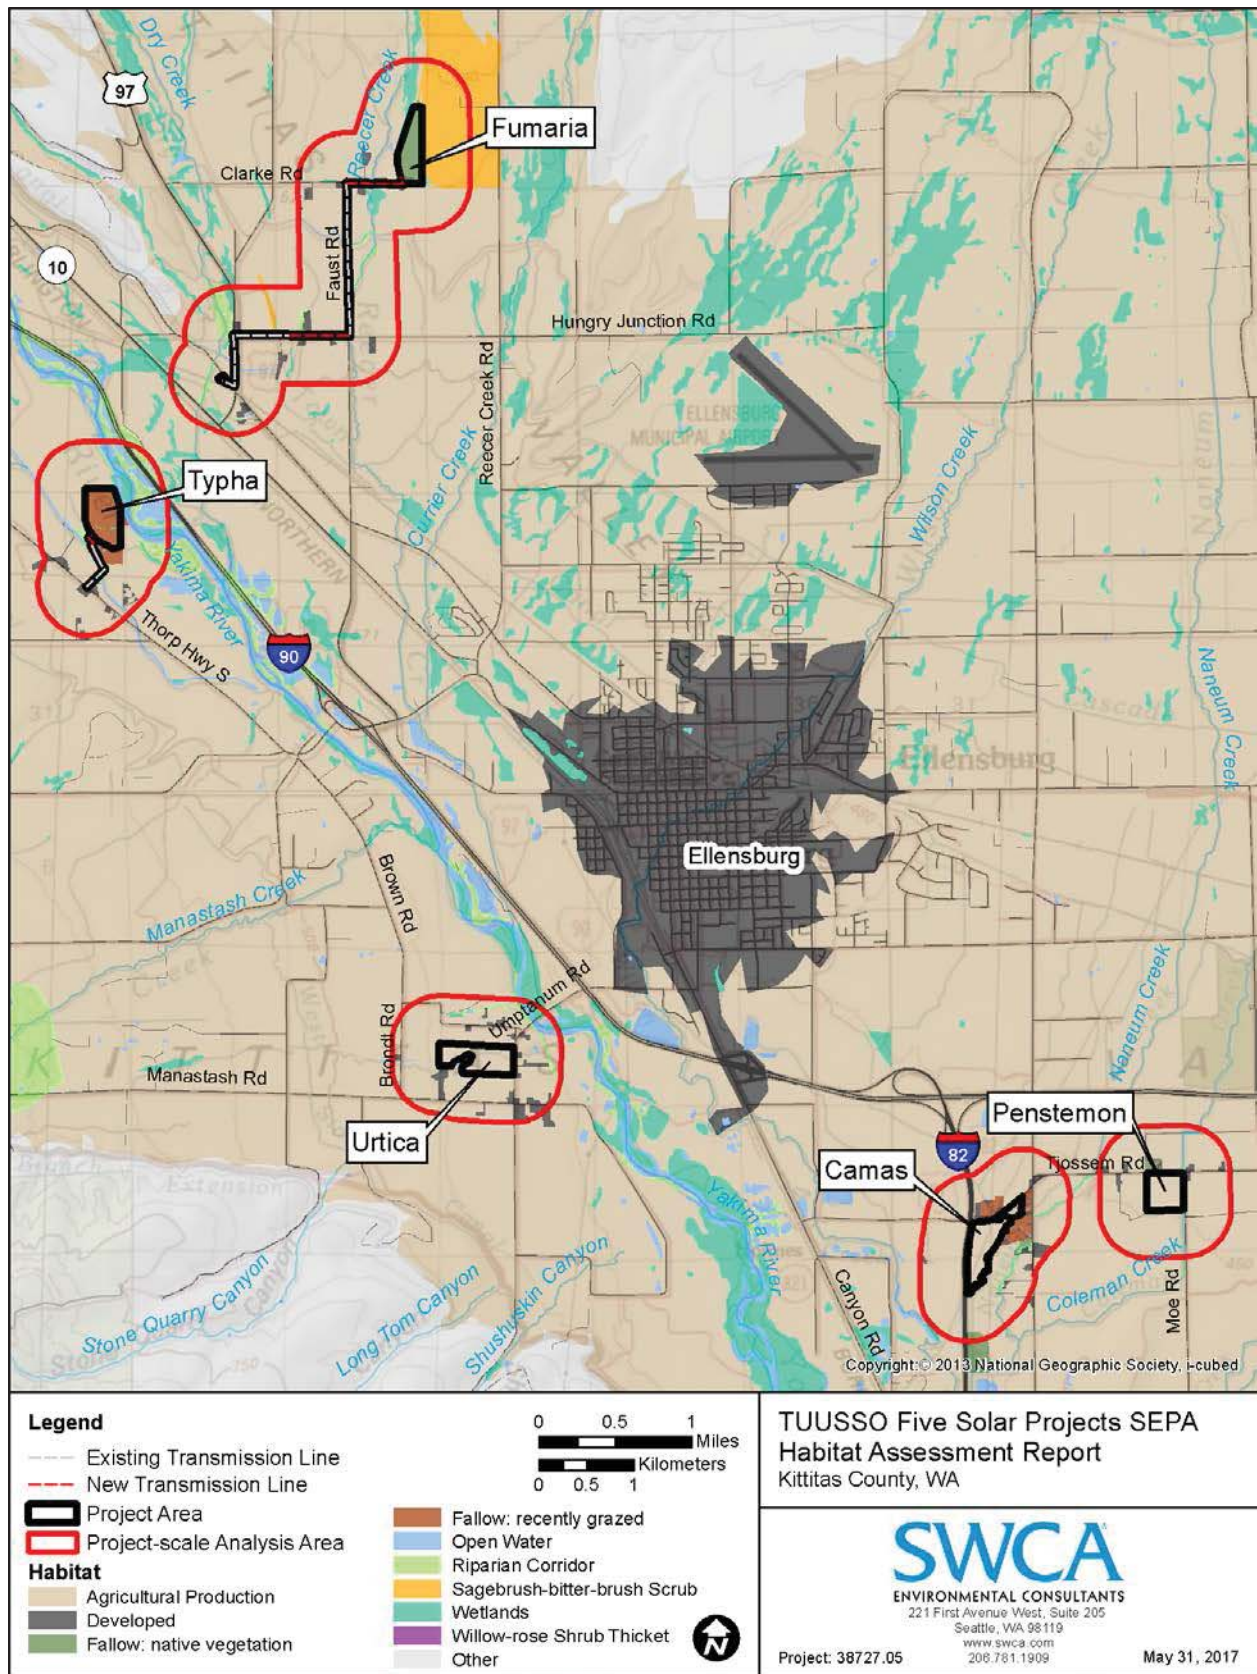 Dry Creek
97
Reecer Creek
Fumaria
Clarke Rd
10
Faust Rd
Hungry Junction Rd
Reecer Creek Rd
ELLENSBURG
MUNICIPAL AIRPORT
Currier Creek
Wilson Creek
Naneum
Typha
NORTHERN
Yakima River
Thorp Hwy S
90
Naneum Creek
Cascade
Ellensburg
Ellensburg
Manastash Creek
Brown Rd
Umptanum Rd
Brondt Rd
KITTITAS
Manastash Rd
Urtica
Naneum Creek
Penstemon
82
Tjossem Rd
Camas
Extension
Yakima River
Canyon Rd
Coleman Creek
Moe Rd
Stone Quarry Canyon
Long Tom Canyon
Shushuskin Canyon
Copyright:© 2013 National Geographic Society, i-cubed
Legend
Existing Transmission Line
New Transmission Line
Project Area
Project-scale Analysis Area
Habitat
Agricultural Production
Developed
Fallow: native vegetation
0 0.5 1
Miles
Kilometers
0 0.5 1
Fallow: recently grazed
Open Water
Riparian Corridor
Sagebrush-bitter-brush Scrub
Wetlands
Willow-rose Shrub Thicket
Other
N
TUUSSO Five Solar Projects SEPA
Habitat Assessment Report
Kittitas County, WA
SWCA
ENVIRONMENTAL CONSULTANTS
221 First Avenue West, Suite 205
Seattle, WA 98119
www.swca.com
206.781.1909
Project: 38727.05
May 31, 2017